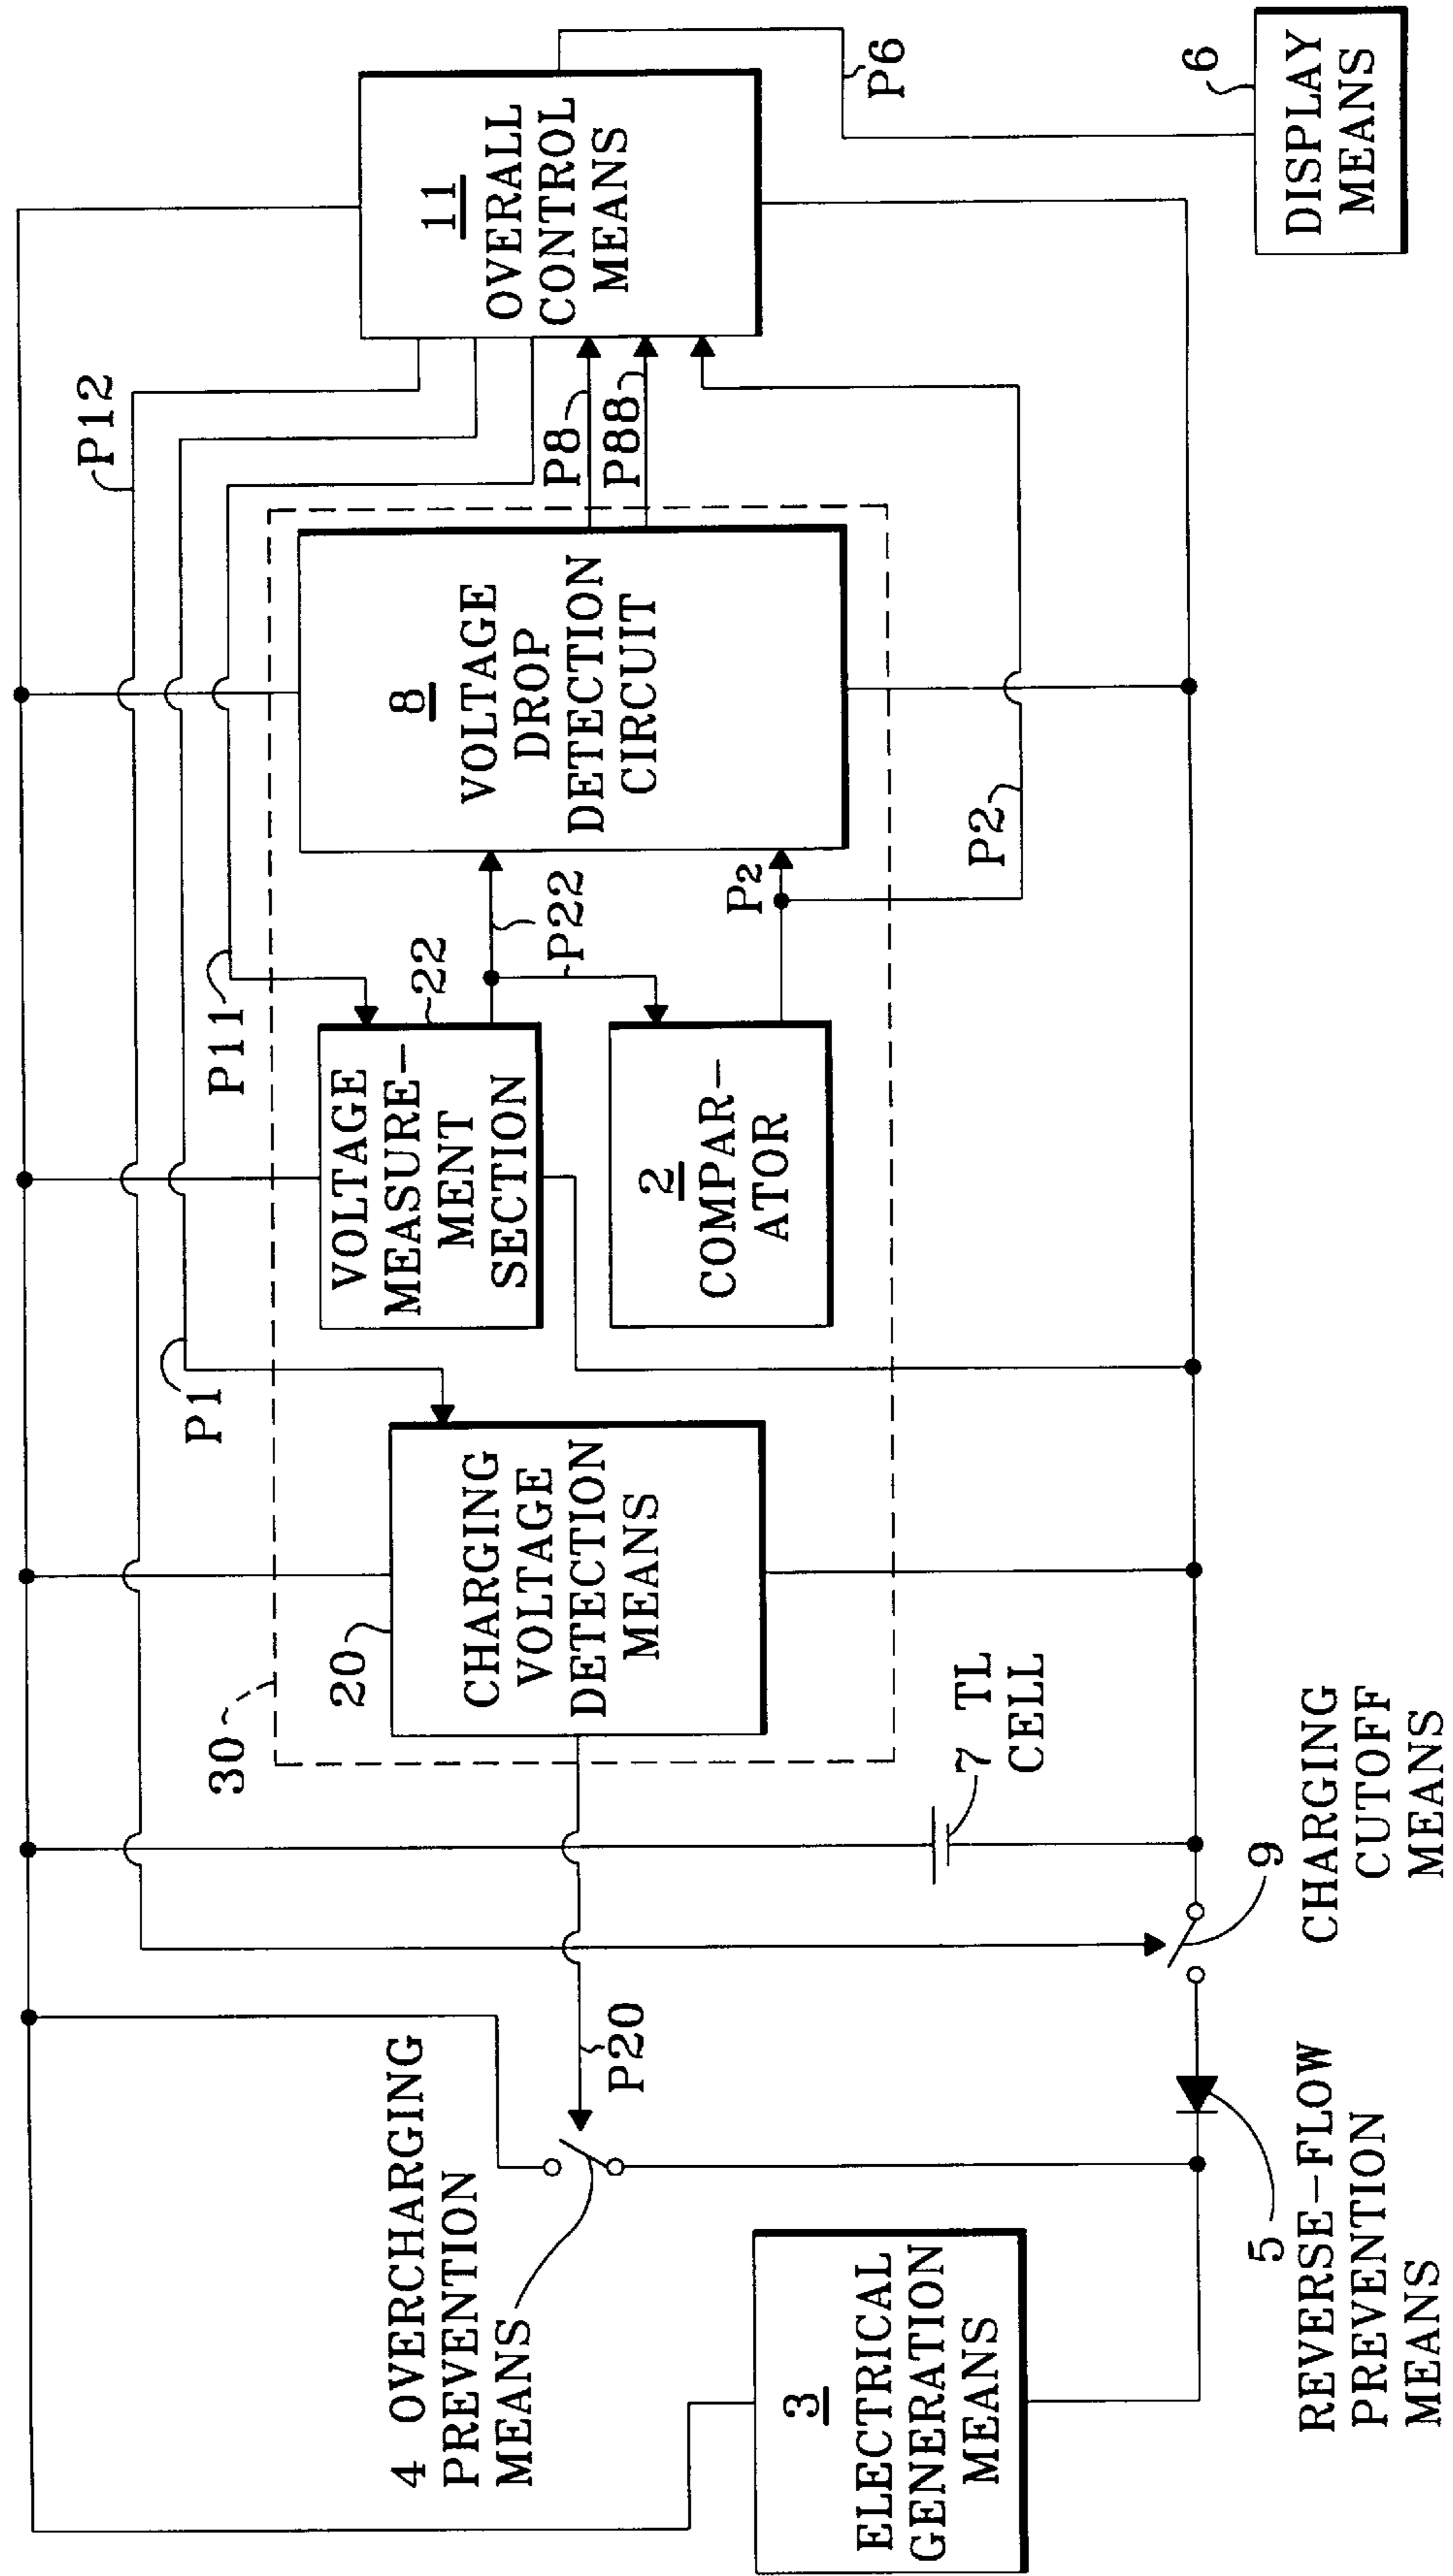 P12
P11
P1
30
20
CHARGING
VOLTAGE
DETECTION
MEANS
VOLTAGE
MEASURE-
MENT
SECTION
22
P22
2
COMPAR-
ATOR
P2
8
VOLTAGE
DROP
DETECTION
CIRCUIT
P8
P88
P2
11
OVERALL
CONTROL
MEANS
P6
6
DISPLAY
MEANS
4 OVERCHARGING
PREVENTION
MEANS
P20
7 TL
CELL
3
ELECTRICAL
GENERATION
MEANS
5
REVERSE-FLOW
PREVENTION
MEANS
9
CHARGING
CUTOFF
MEANS